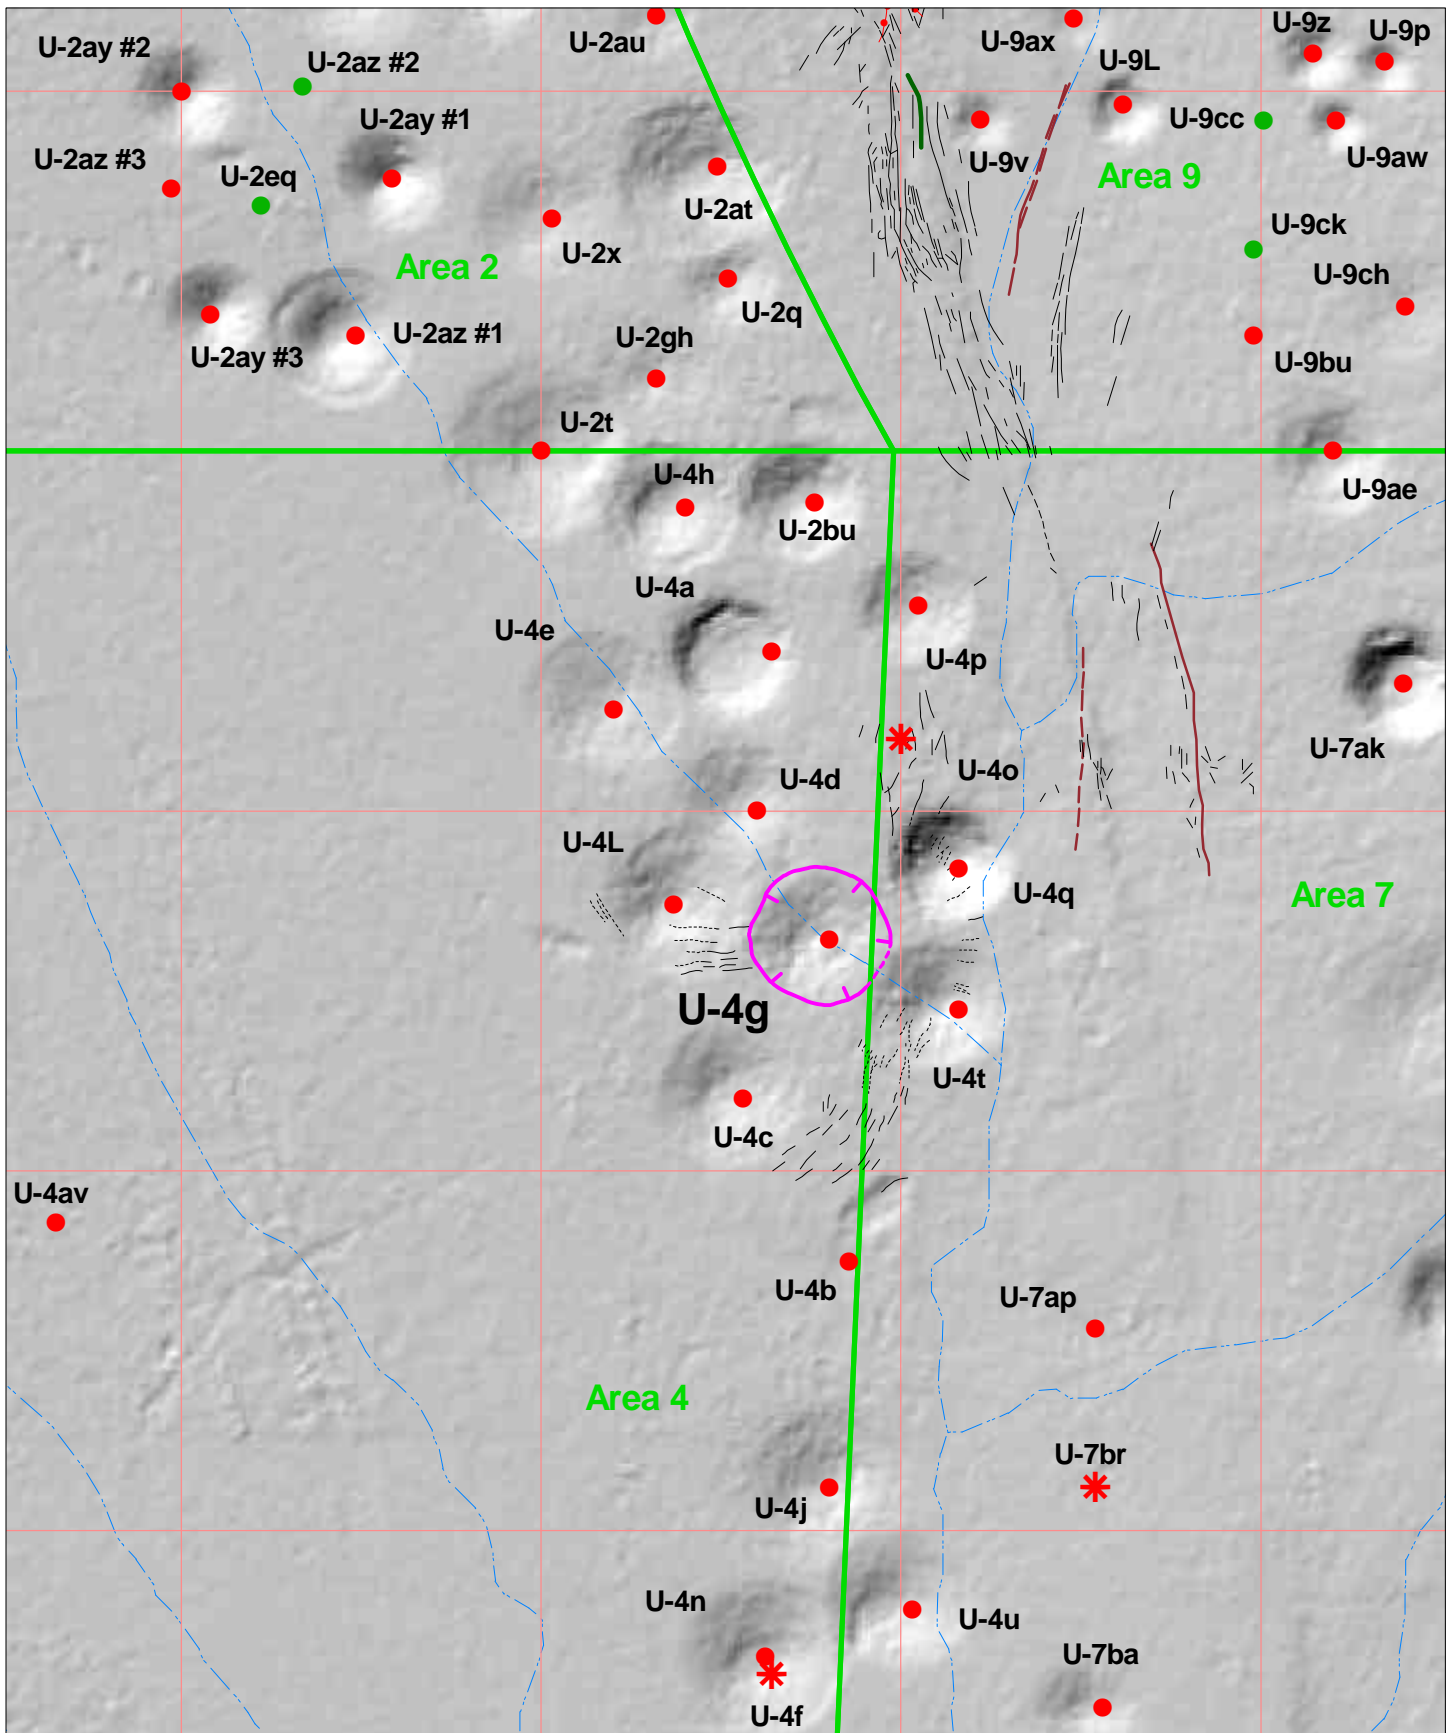 U-2au
U-9ax
U-9z
U-9p
U-2ay #2
U-2az #2
U-9L
U-2ay #1
U-9cc
U-9v
U-9aw
U-2az #3
U-2eq
Area 9
U-2at
U-9ck
U-2x
Area 2
U-9ch
U-2q
U-2az #1
U-2gh
U-2ay #3
U-9bu
U-2t
U-4h
U-9ae
U-2bu
U-4a
U-4e
U-4p
U-7ak
U-4o
U-4d
U-4L
U-4q
Area 7
U-4g
U-4t
U-4c
U-4av
U-4b
U-7ap
Area 4
U-7br
U-4j
U-4n
U-4u
U-7ba
U-4f